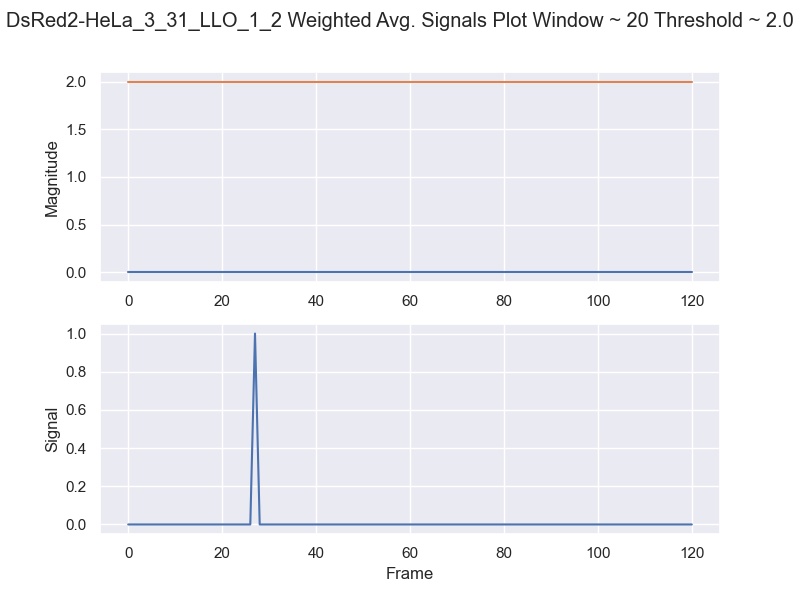 DsRed2-HeLa_3_31_LLO_1_2 Weighted Avg. Signals Plot Window ~ 20 Threshold ~ 2.0
2.0
1.5
Magnitude
1.0
0.5
0.0
0 20 40 60 80 100 120
1.0
0.8
0.6
Signal
0.4
0.2
0.0
0 20 40 60 80 100 120
Frame